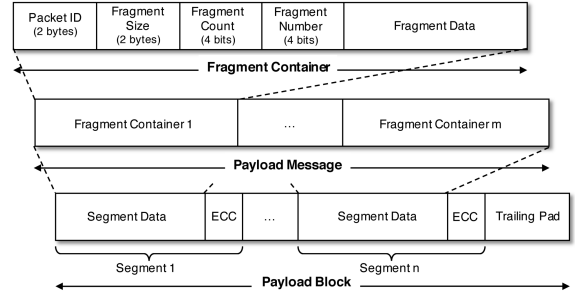 Packet ID
(2 bytes)
Fragment
Size
(2 bytes)
Fragment
Count
(4 bits)
Fragment
Number
(4 bits)
Fragment Data
Fragment Container
Fragment Container 1
...
Fragment Container m
Payload Message
Segment Data
ECC
...
Segment Data
ECC
Trailing Pad
Segment 1
Segment n
Payload Block